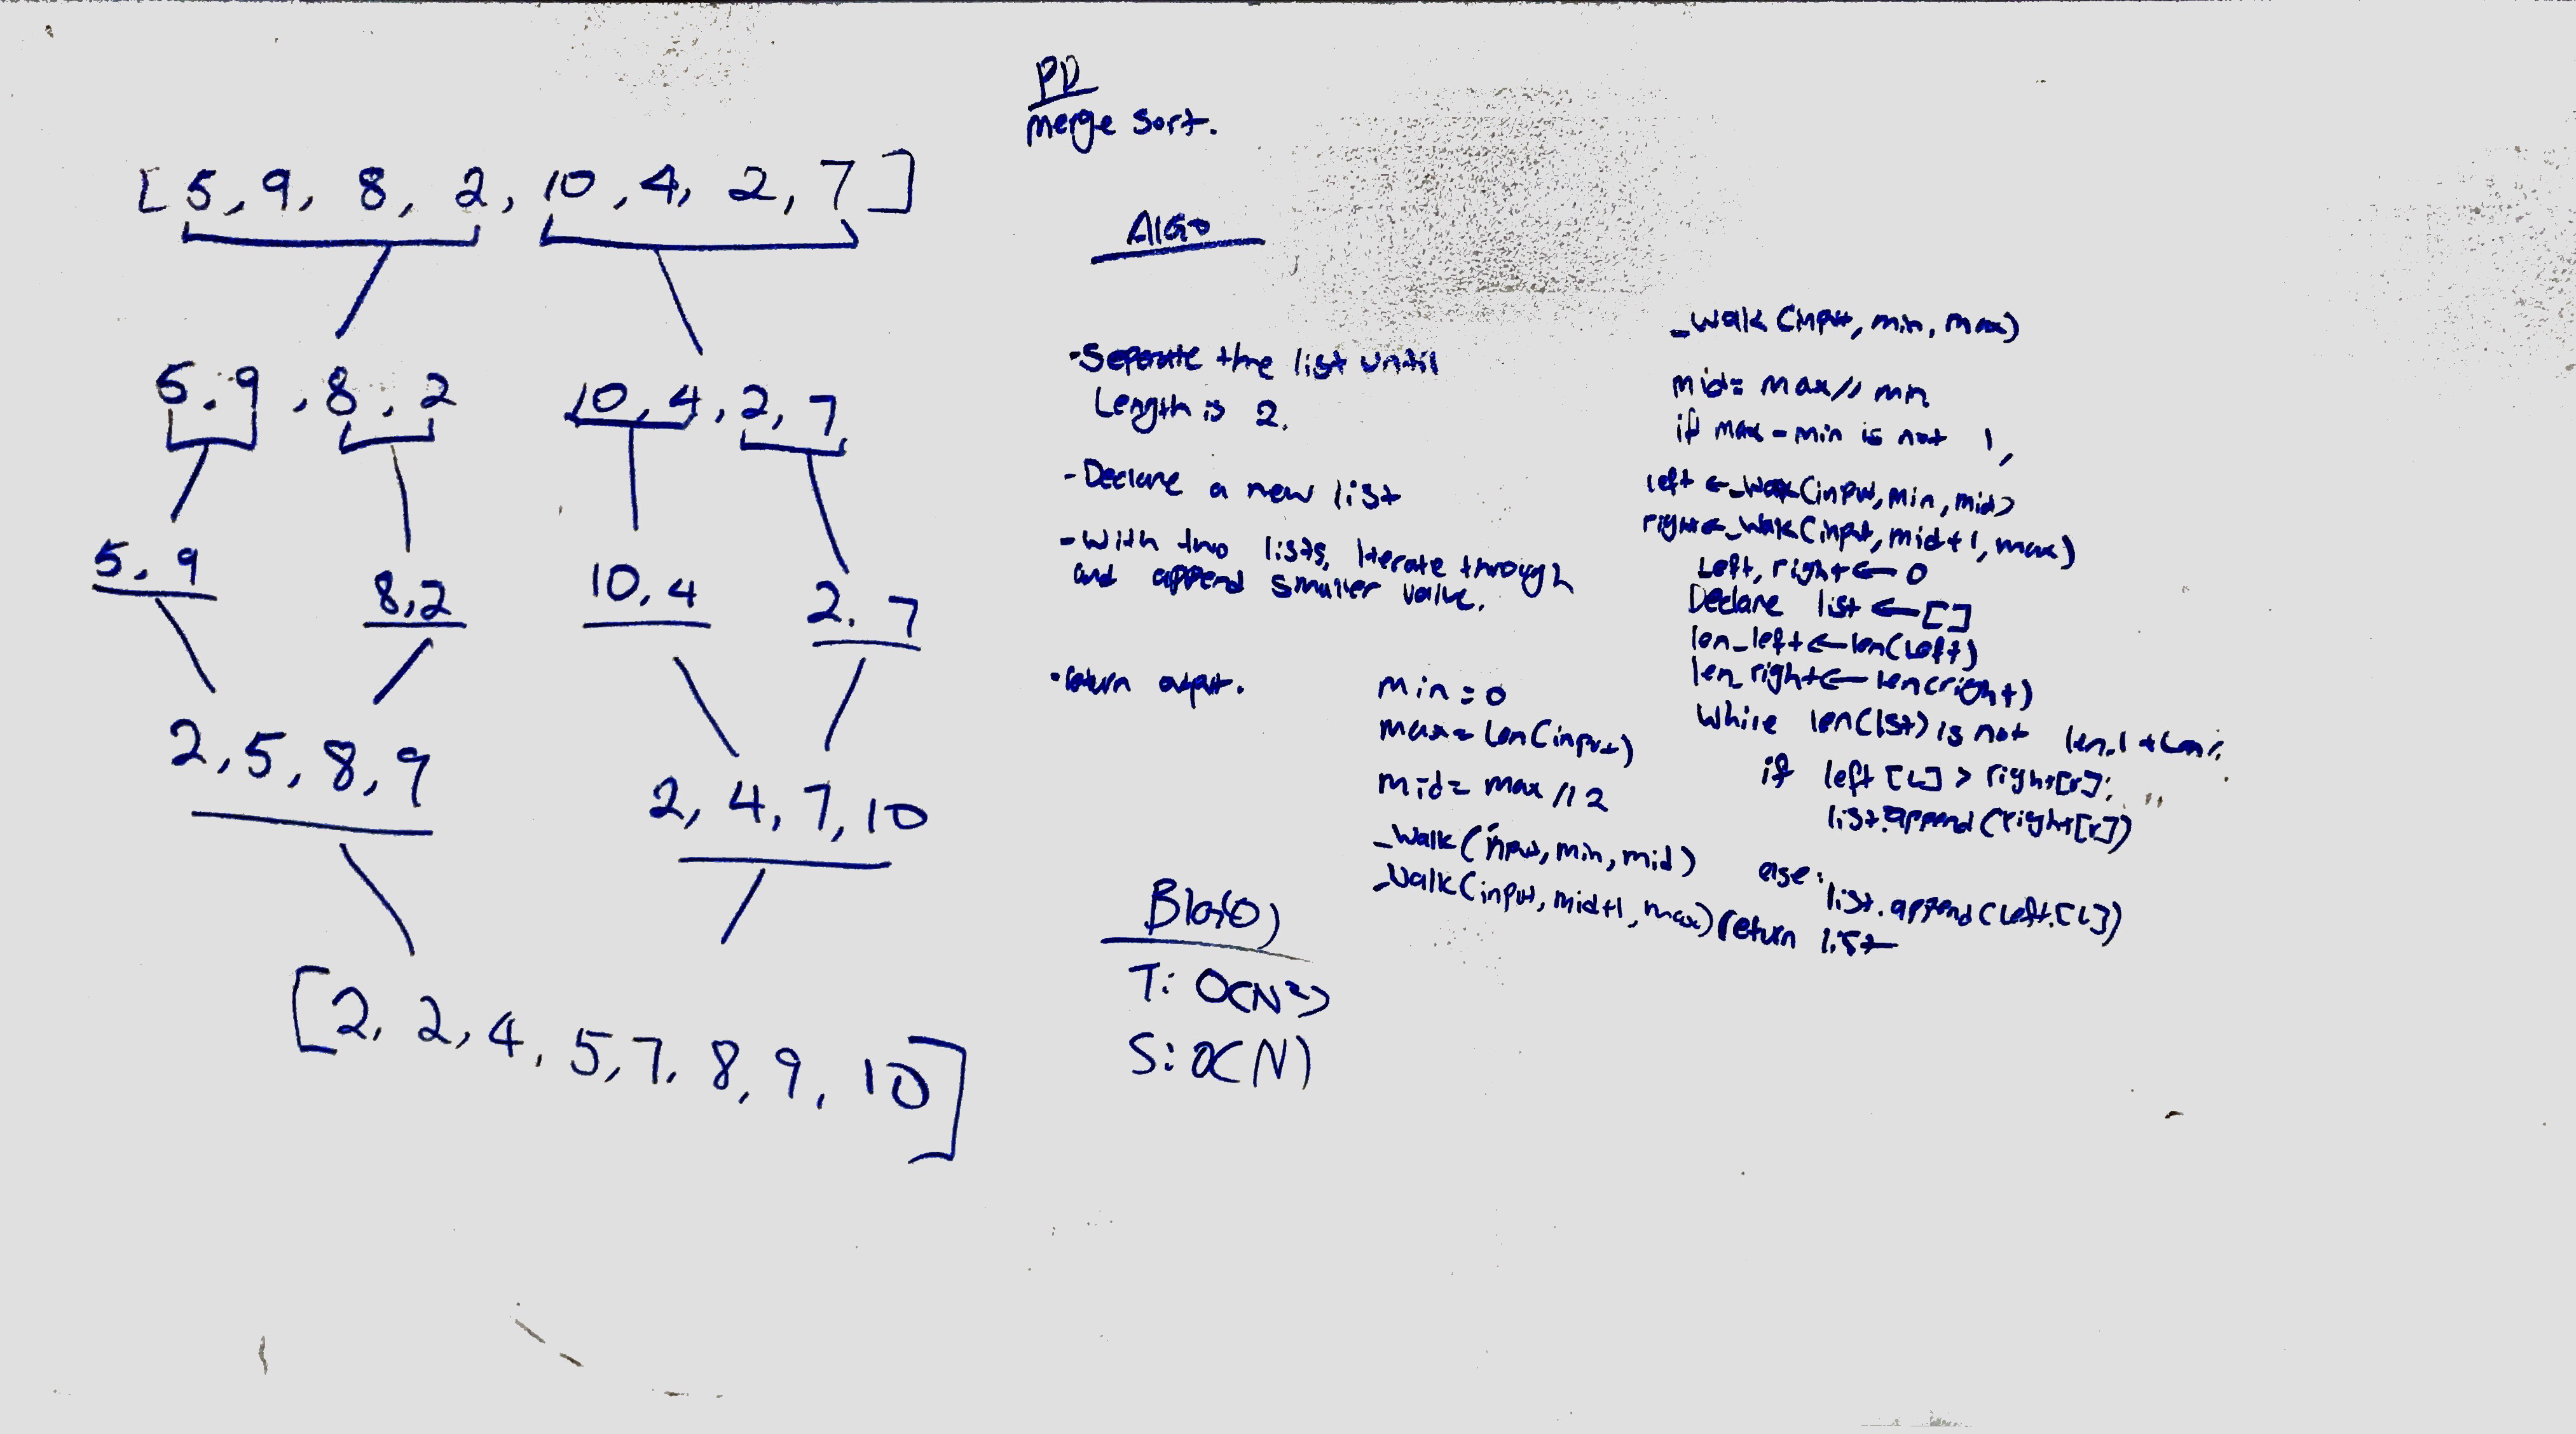 [5, 9, 8, 2, 10, 4, 2, 7]
5, 9, 8, 2
10, 4, 2, 7
5, 9
8, 2
10, 4
2, 7
2, 5, 8, 9
2, 4, 7, 10
[2, 2, 4, 5, 7, 8, 9, 10]
PD
merge sort.
AlGo
-Separate the list until
Length is 2.
-Declare a new list
-With two lists, Iterate through
and append smaller value.
-return output.
min = 0
max = Len(input)
mid = max // 2
_walk(input, min, mid)
_walk(input, mid+1, max)
Big(O)
T: O(N²)
S: O(N)
_walk(input, min, max)
mid= max // min
if max - min is not 1,
left ← _walk(input, min, mid)
right ← _walk(input, mid+1, max)
Left, right ← 0
Declare list ← []
len_left ← len(Left)
len_right ← len(right)
While len(lst) is not
if left[L] > right[r];
list.append(right[r])
else:
list.append(left.[L])
return list